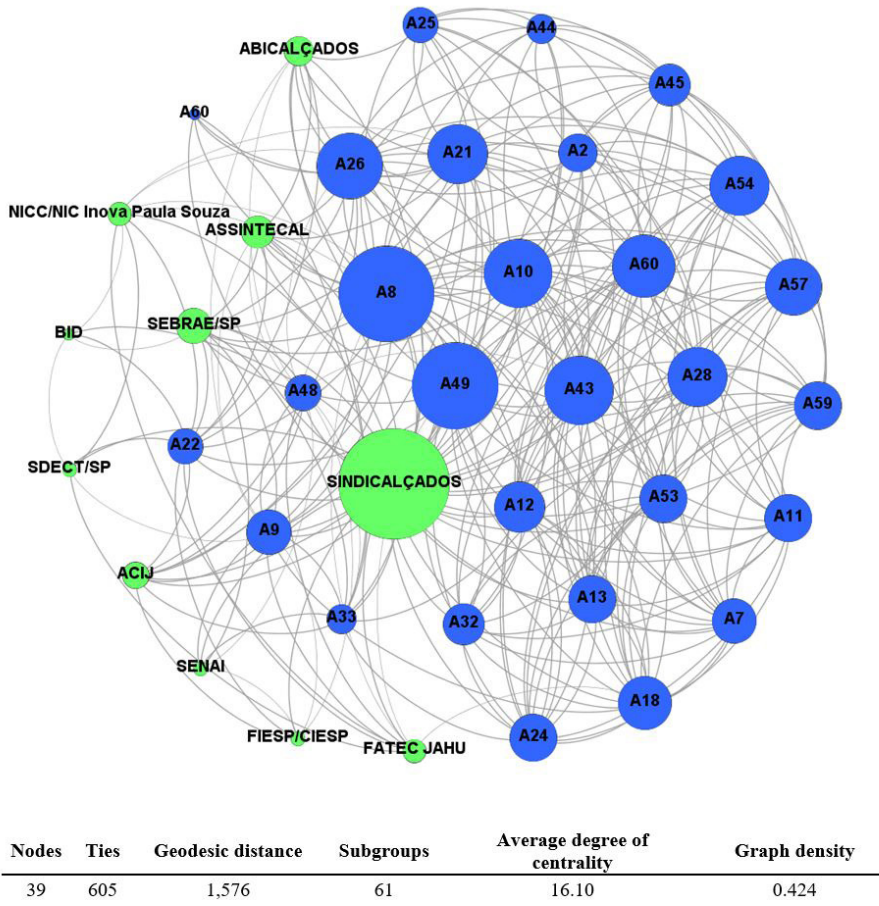 A25
A44
ABICALÇADOS
A45
A60
A26
A21
A2
A54
NICC/NIC Inova Paula Souza
ASSINTECAL
A8
A10
A60
A57
BID
SEBRAE/SP
A48
A49
A43
A28
A59
A22
SDECT/SP
SINDICALÇADOS
A12
A53
A11
A9
ACIJ
A33
A32
A13
A7
SENAI
A18
FIESP/CIESP
FATEC JAHU
A24
Nodes Ties Geodesic distance Subgroups Average degree of centrality Graph density
39 605 1,576 61 16.10 0.424